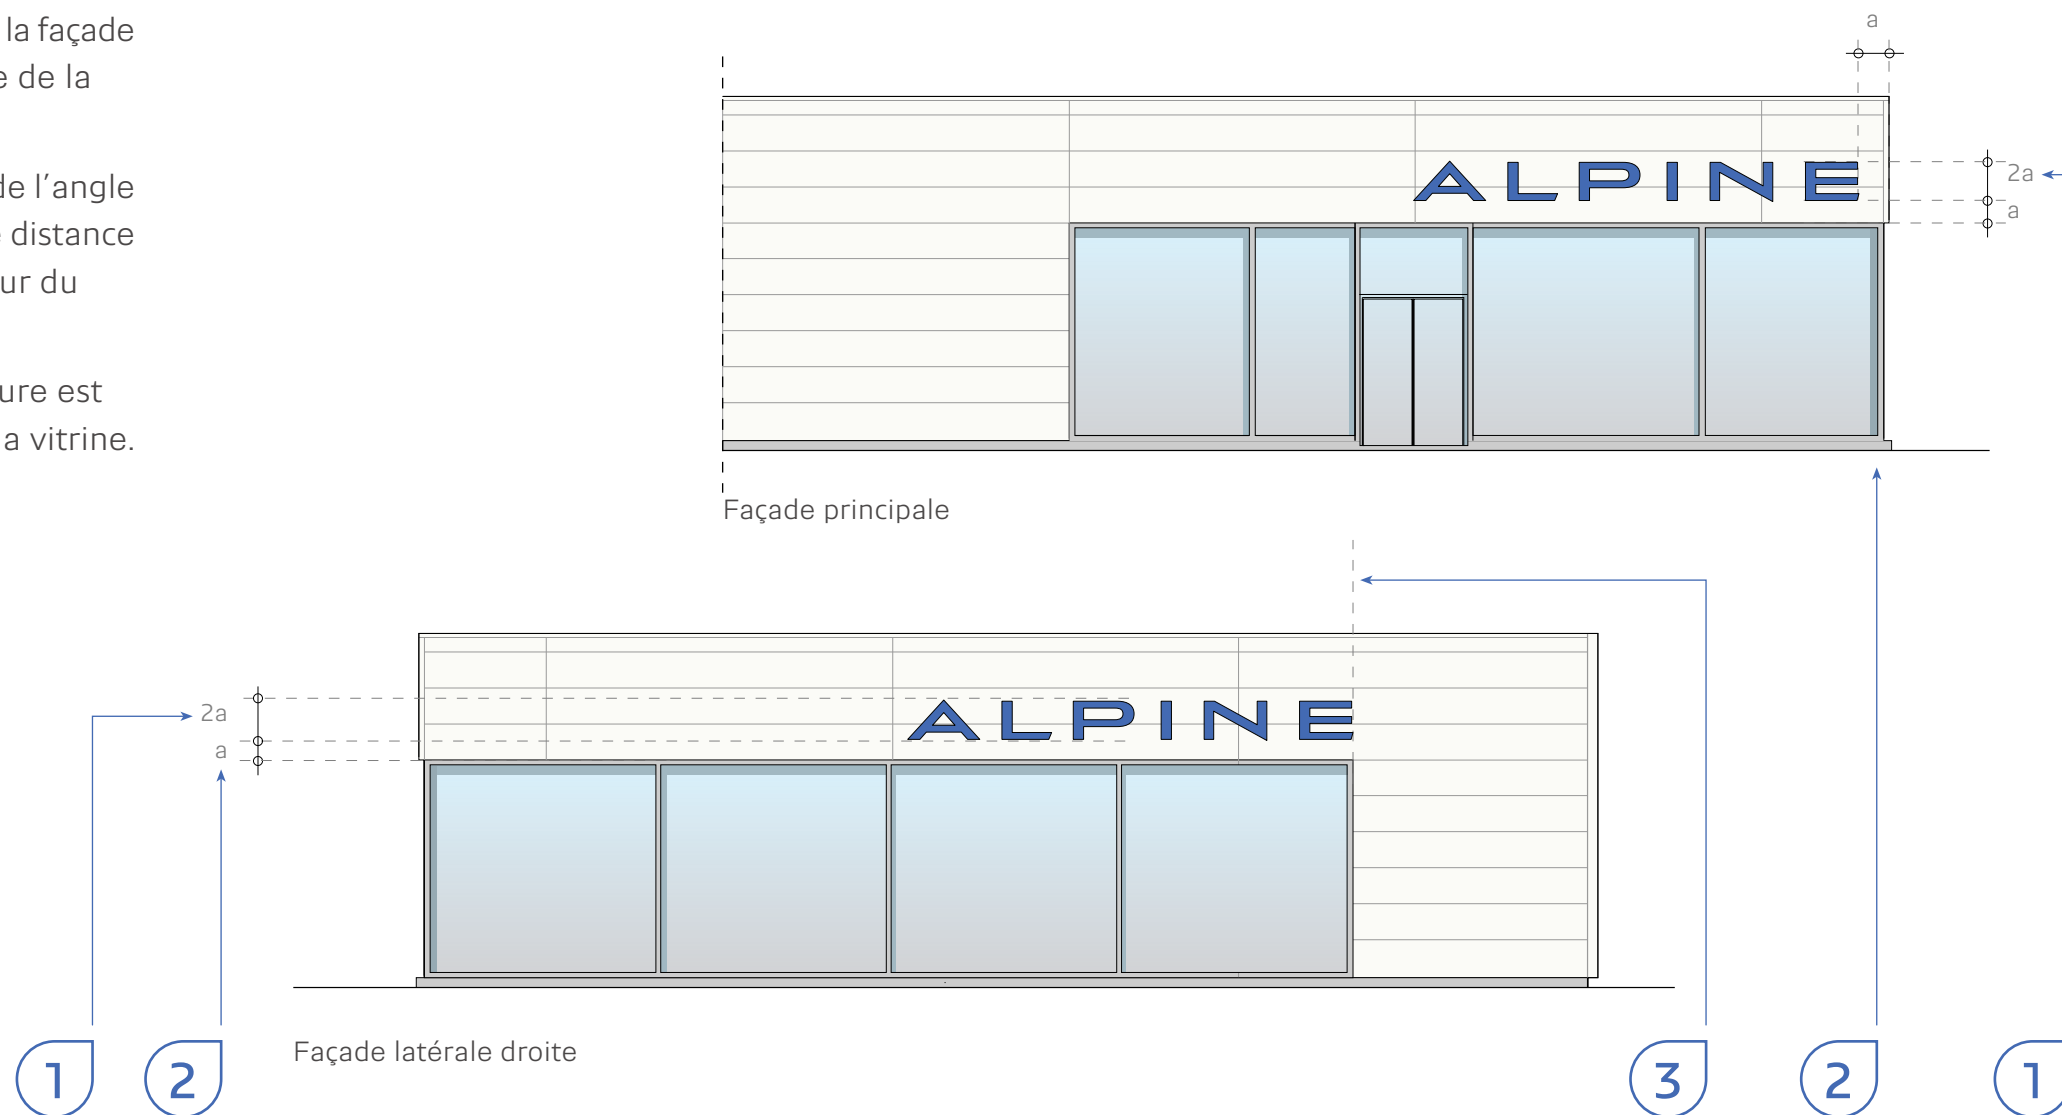 la façade
e de la
de l’angle
distance
ur du
ure est
a vitrine.
a
ALPINE
2a
a
Façade principale
2a
a
ALPINE
Façade latérale droite
1 2 3 2 1